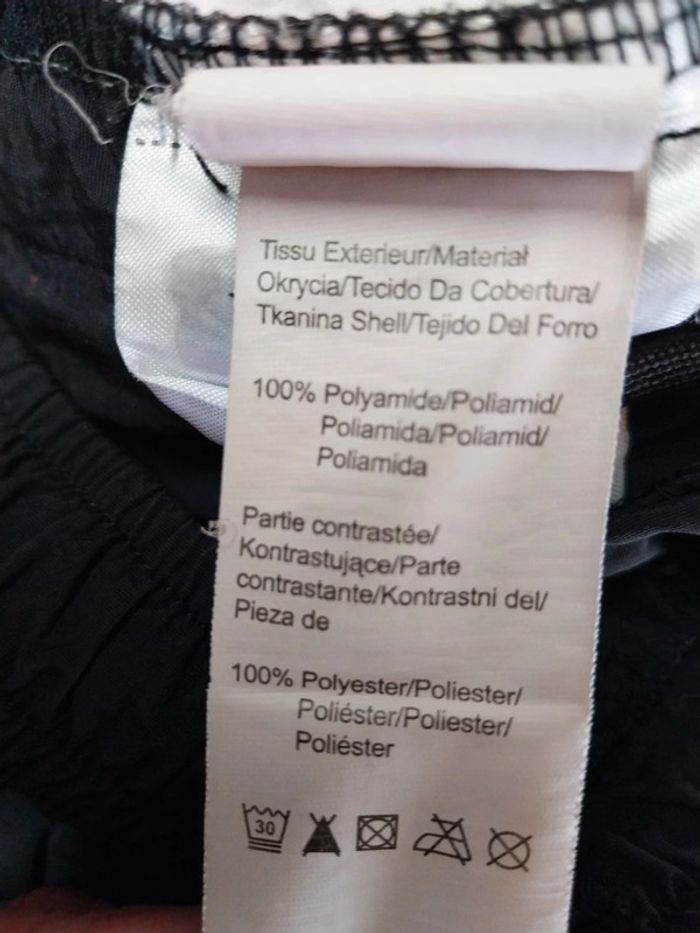 Tissu Exterieur/Materiał
Okrycia/Tecido Da Cobertura/
Tkanina Shell/Tejido Del Forro
100% Polyamide/Poliamid/
Poliamida/Poliamid/
Poliamida
Partie contrastée/
Kontrastujące/Parte
contrastante/Kontrastni del/
Pieza de
100% Polyester/Poliester/
Poliéster/Poliester/
Poliéster
30